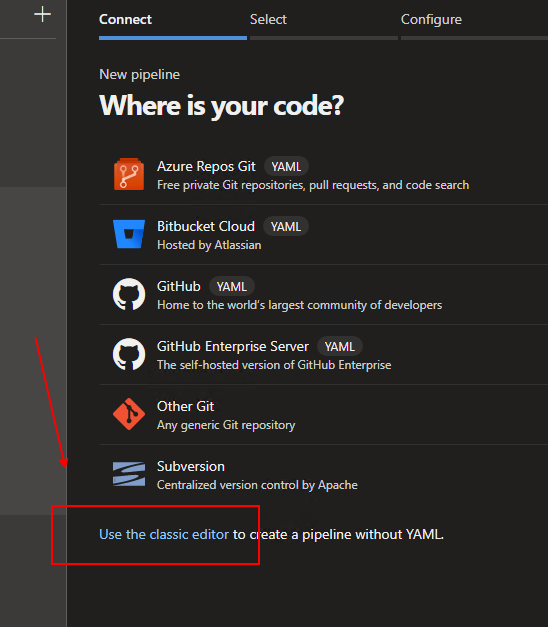 Connect
Select
Configure
New pipeline
Where is your code?
Azure Repos Git YAML
Free private Git repositories, pull requests, and code search
Bitbucket Cloud YAML
Hosted by Atlassian
GitHub YAML
Home to the world's largest community of developers
GitHub Enterprise Server YAML
The self-hosted version of GitHub Enterprise
Other Git
Any generic Git repository
Subversion
Centralized version control by Apache
Use the classic editor to create a pipeline without YAML.